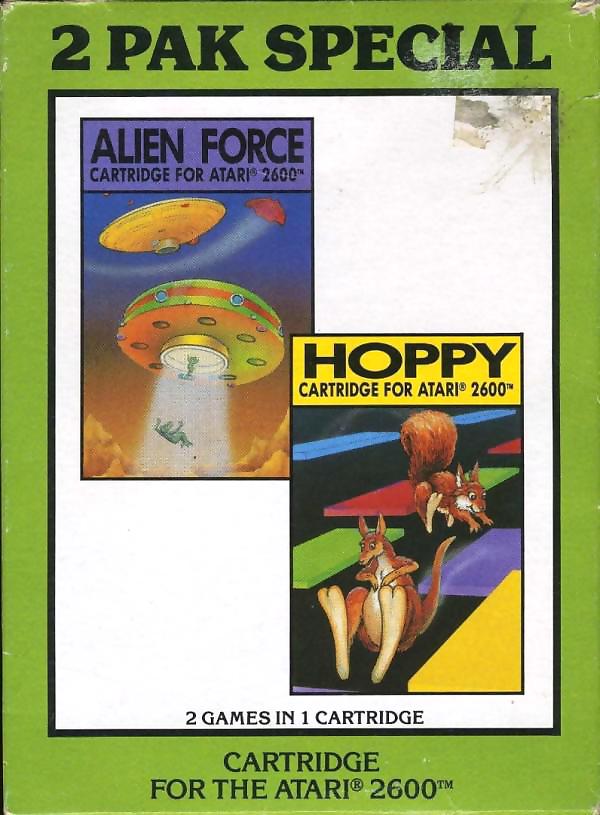 2 PAK SPECIAL
ALIEN FORCE
CARTRIDGE FOR ATARI® 2600™
HOPPY
CARTRIDGE FOR ATARI® 2600™
2 GAMES IN 1 CARTRIDGE
CARTRIDGE
FOR THE ATARI® 2600™